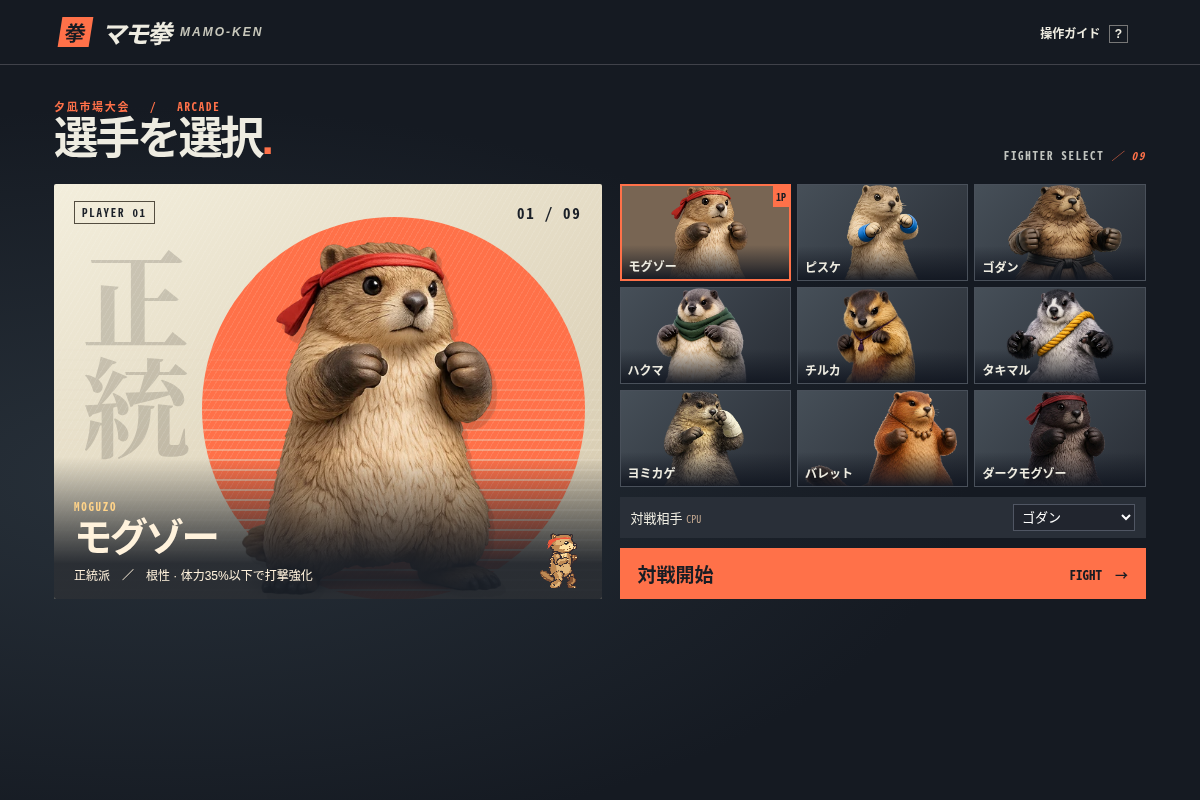 拳 マモ拳 MAMO-KEN
操作ガイド ?
夕凪市場大会 / ARCADE
選手を選択.
FIGHTER SELECT ／ 09
PLAYER 01
01 / 09
正統
MOGUZO
モグゾー
正統派 ／ 根性 · 体力35%以下で打撃強化
1P
モグゾー
ピスケ
ゴダン
ハクマ
チルカ
タキマル
ヨミカゲ
バレット
ダークモグゾー
対戦相手 CPU
ゴダン
対戦開始
FIGHT →